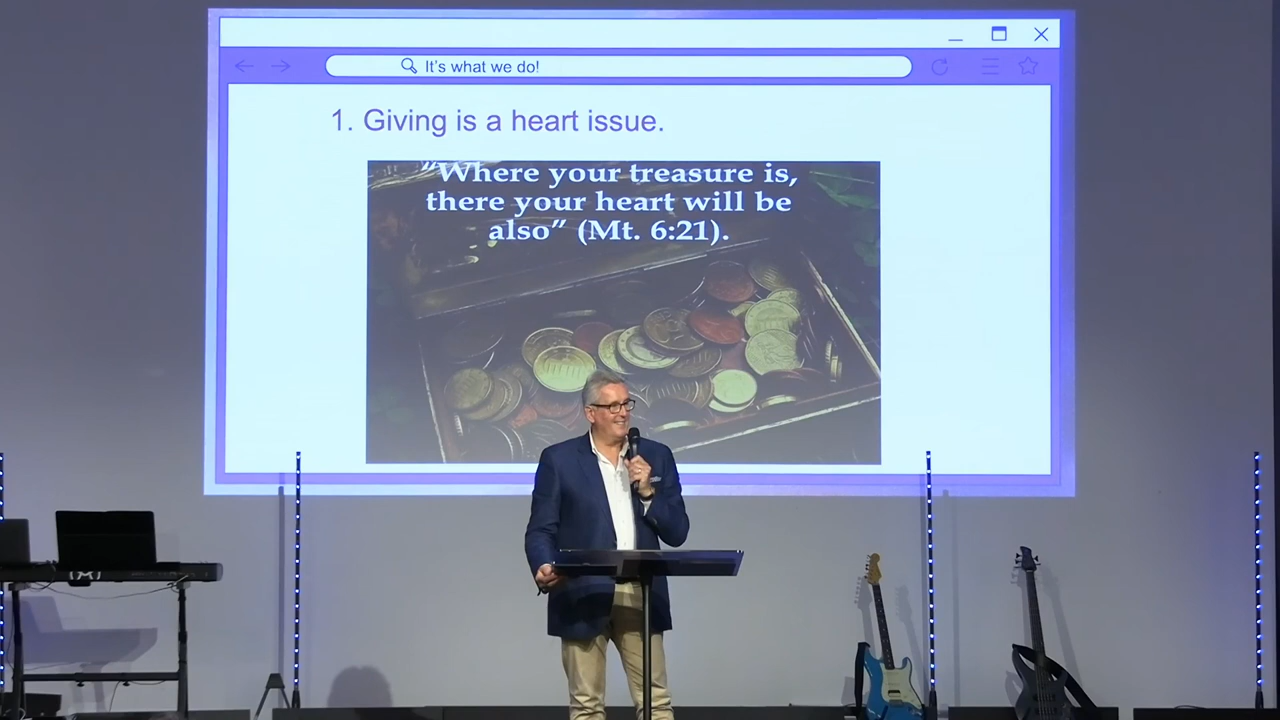 It's what we do!
1. Giving is a heart issue.
"Where your treasure is,
there your heart will be
also" (Mt. 6:21).